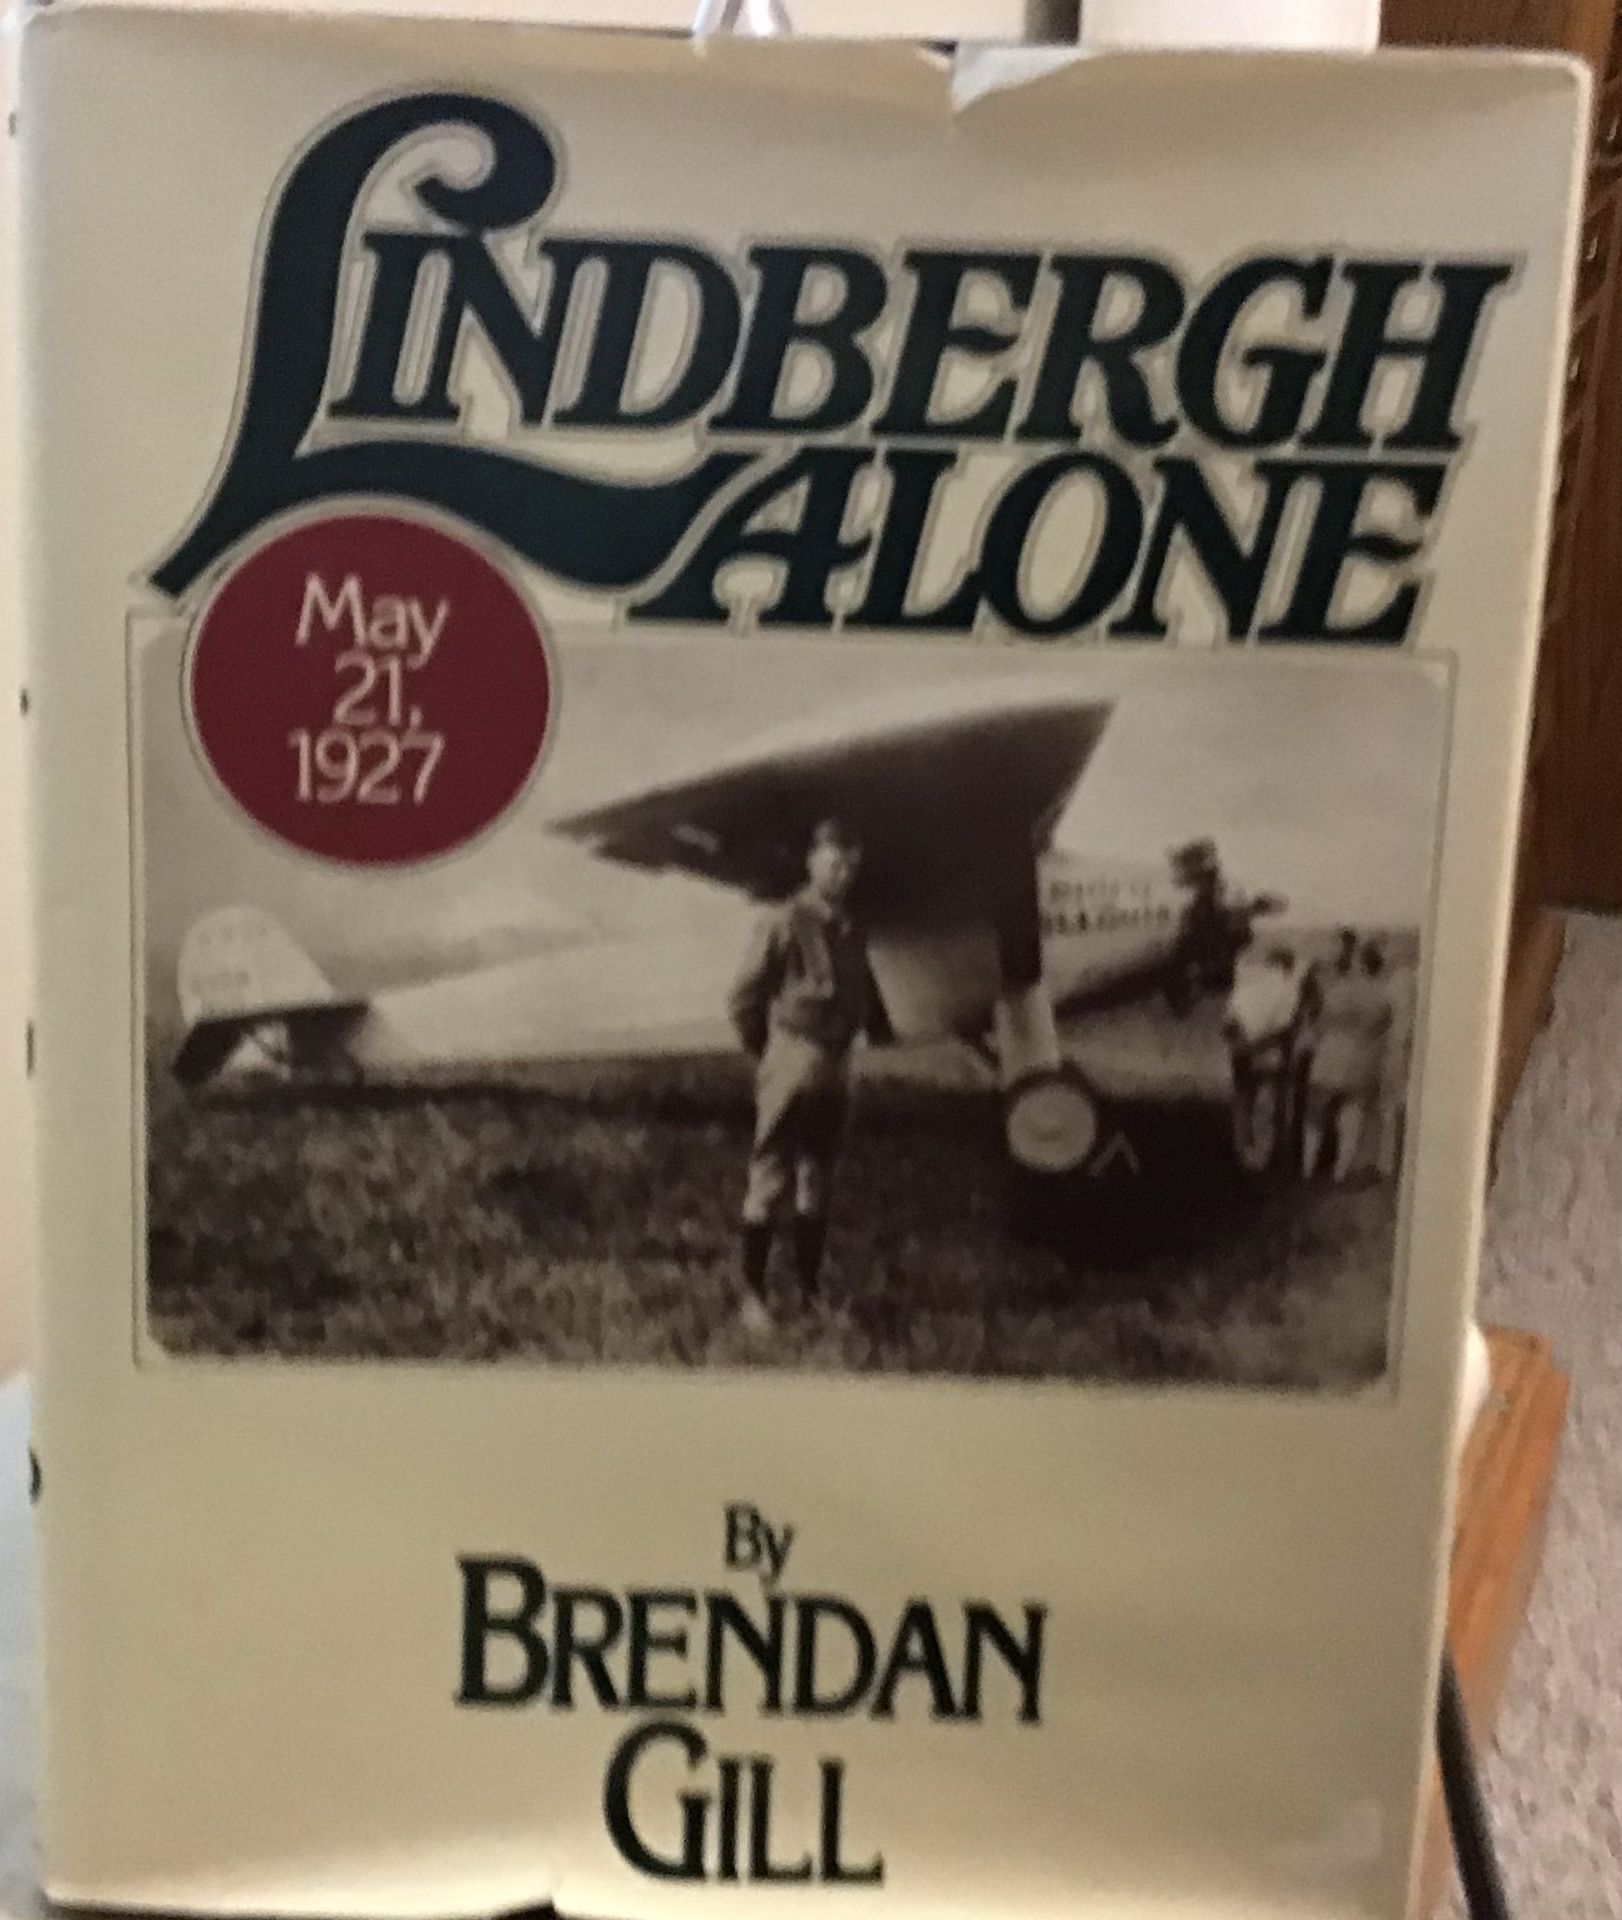 LINDBERGH
ALONE
May
21,
1927
By
BRENDAN
GILL